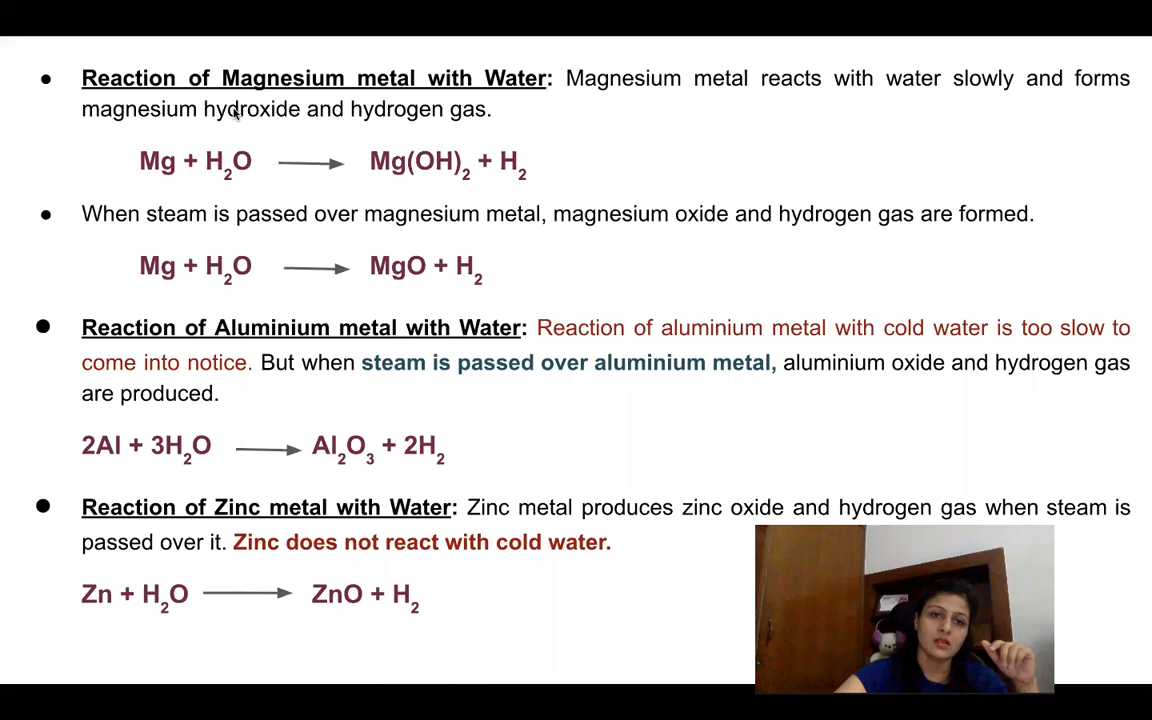 ● Reaction of Magnesium metal with Water: Magnesium metal reacts with water slowly and forms
magnesium hydroxide and hydrogen gas.
Mg + H₂O ⟶ Mg(OH)₂ + H₂
● When steam is passed over magnesium metal, magnesium oxide and hydrogen gas are formed.
Mg + H₂O ⟶ MgO + H₂
● Reaction of Aluminium metal with Water: Reaction of aluminium metal with cold water is too slow to
come into notice. But when steam is passed over aluminium metal, aluminium oxide and hydrogen gas
are produced.
2Al + 3H₂O ⟶ Al₂O₃ + 2H₂
● Reaction of Zinc metal with Water: Zinc metal produces zinc oxide and hydrogen gas when steam is
passed over it. Zinc does not react with cold water.
Zn + H₂O ⟶ ZnO + H₂